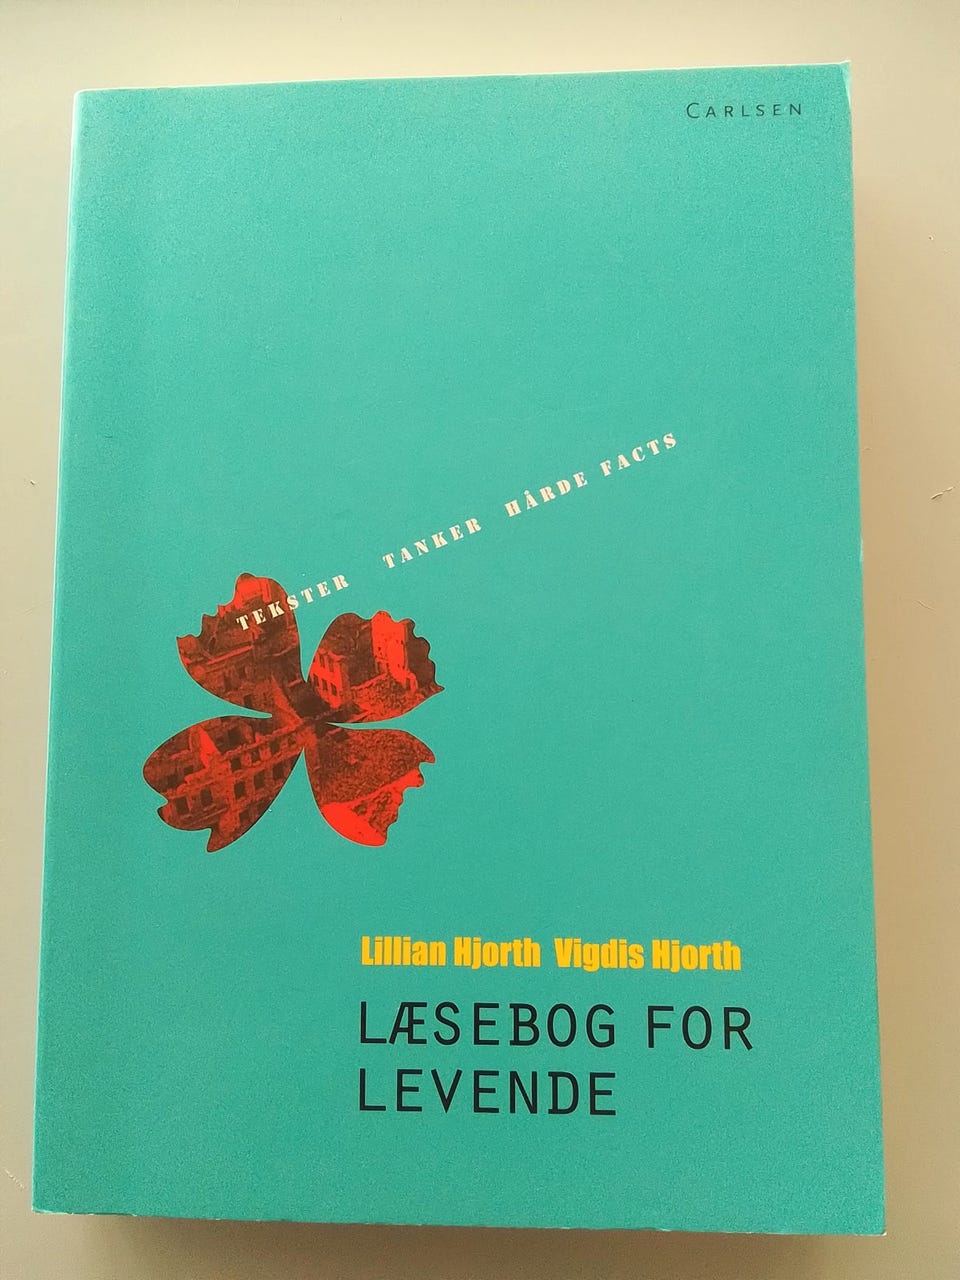 CARLSEN
TEKSTER TANKER HÅRDE FACTS
Lillian Hjorth Vigdis Hjorth
LÆSEBOG FOR
LEVENDE